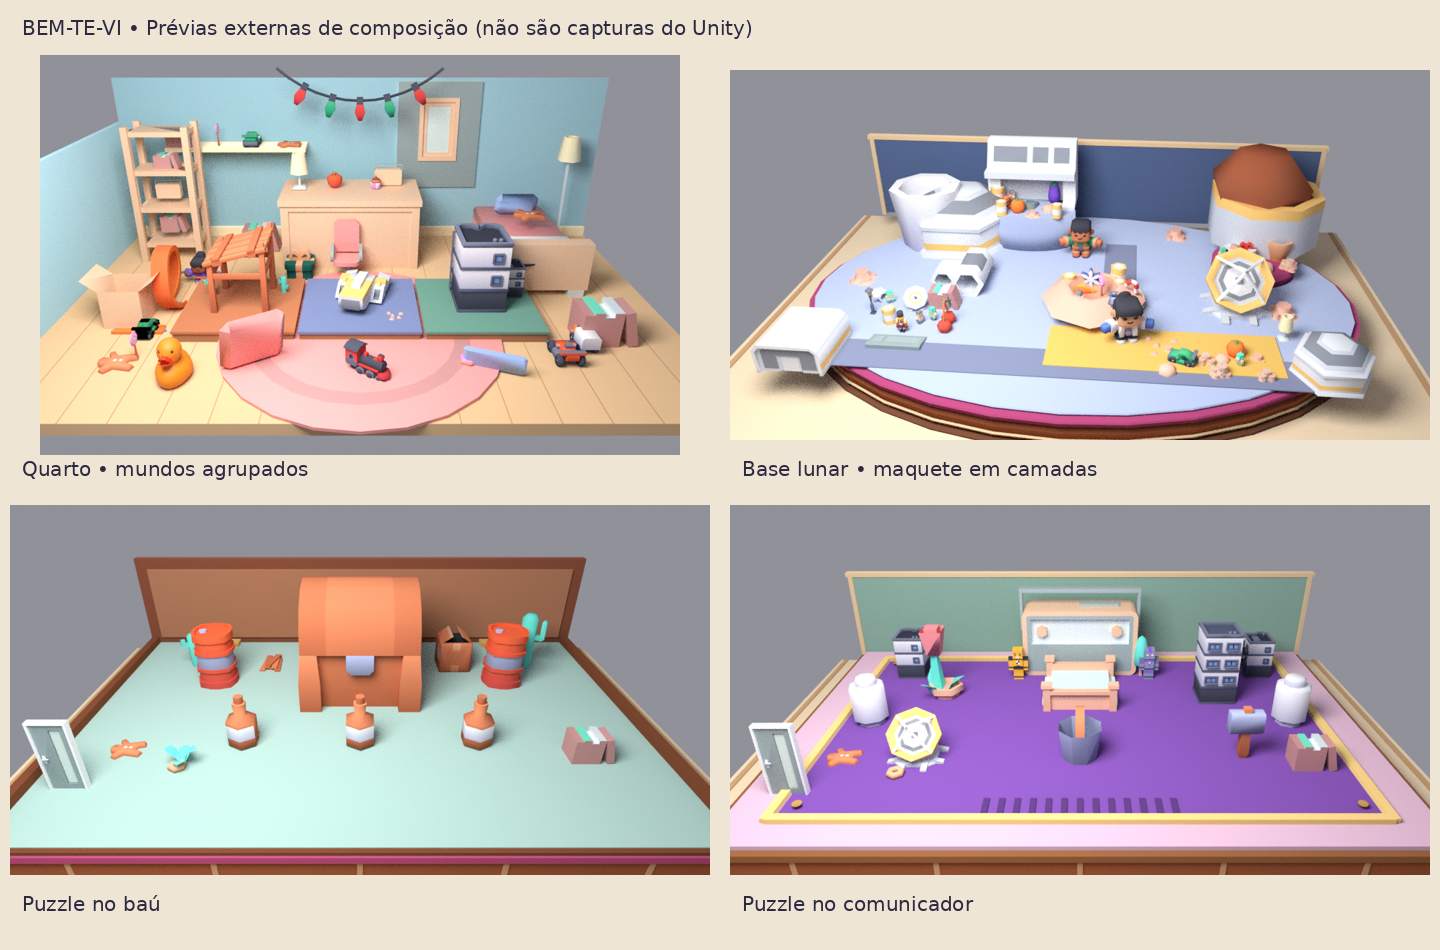 BEM-TE-VI • Prévias externas de composição (não são capturas do Unity)
Quarto • mundos agrupados
Base lunar • maquete em camadas
Puzzle no baú
Puzzle no comunicador